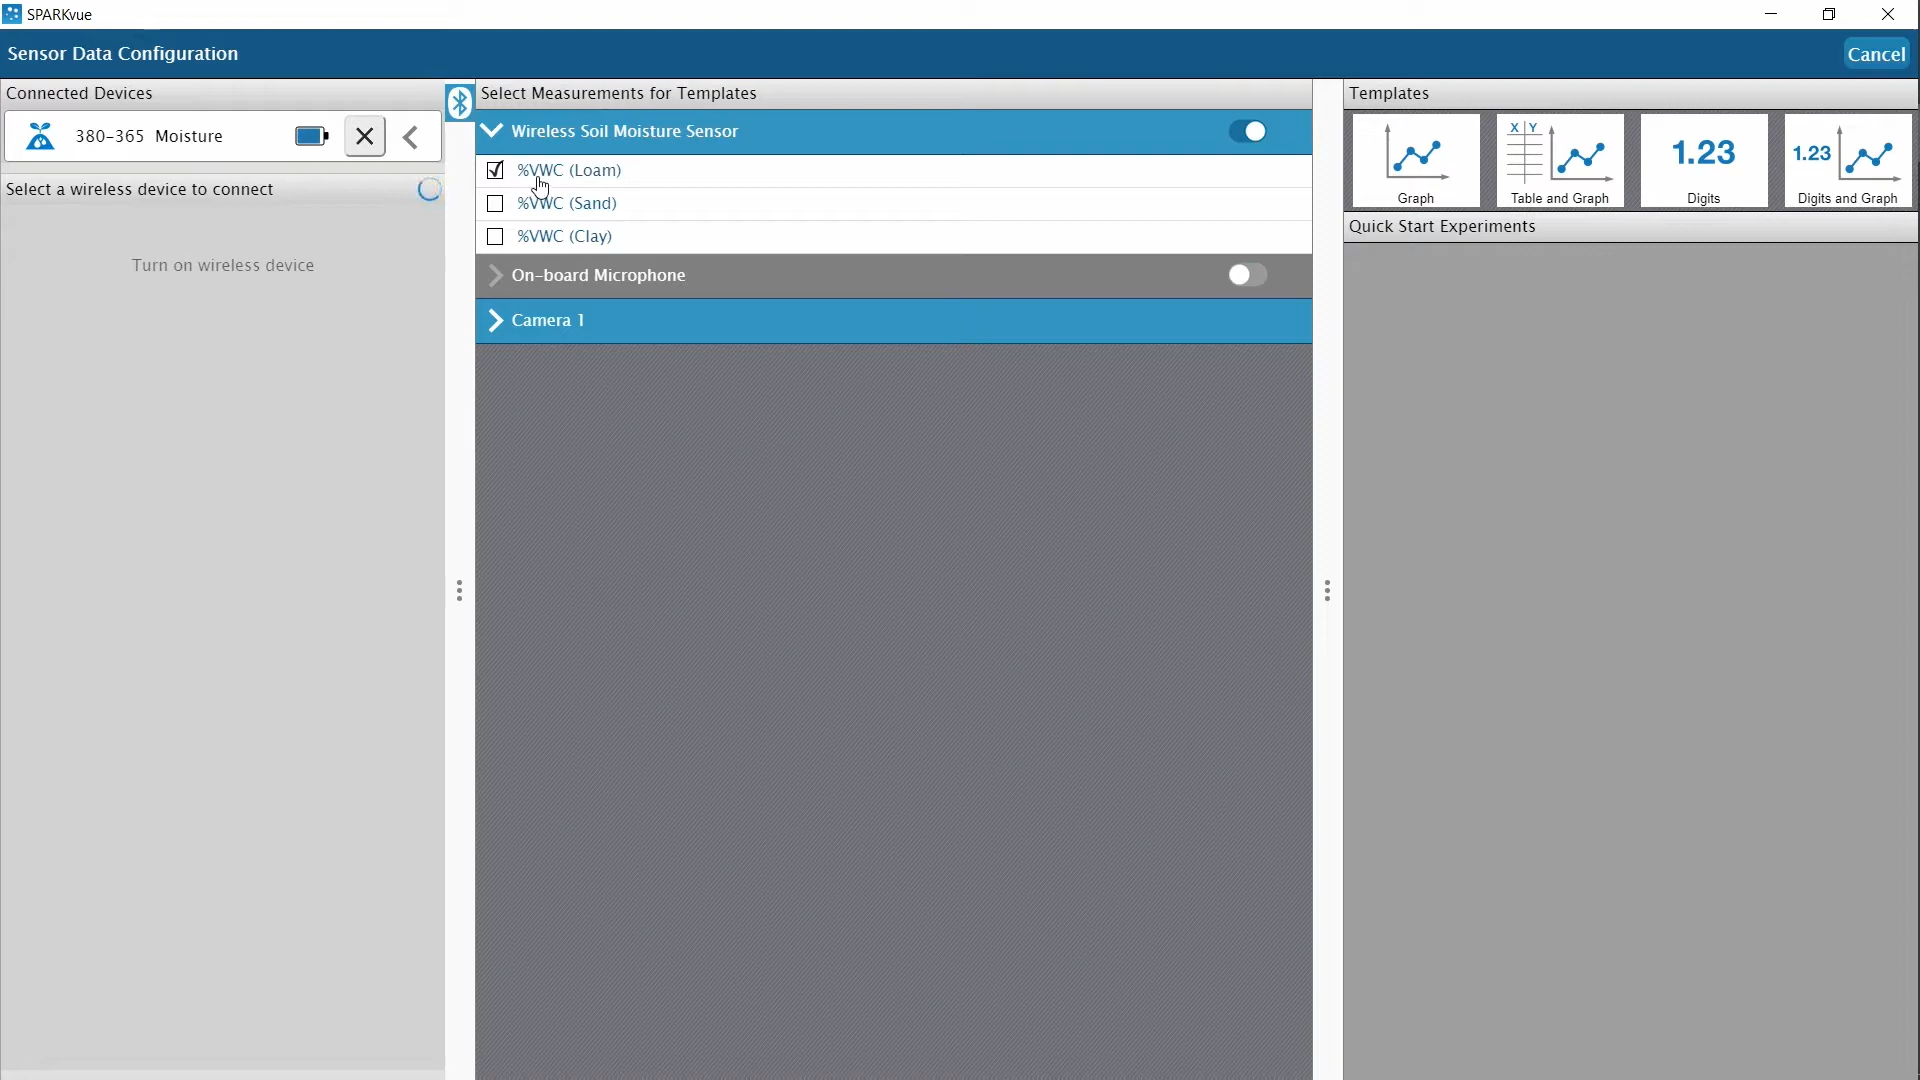 SPARKvue
Sensor Data Configuration
Cancel
Connected Devices
380-365 Moisture
Select a wireless device to connect
Turn on wireless device
Select Measurements for Templates
Wireless Soil Moisture Sensor
%VWC (Loam)
%VWC (Sand)
%VWC (Clay)
On-board Microphone
Camera 1
Templates
Graph
X Y
Table and Graph
1.23
Digits
1.23
Digits and Graph
Quick Start Experiments